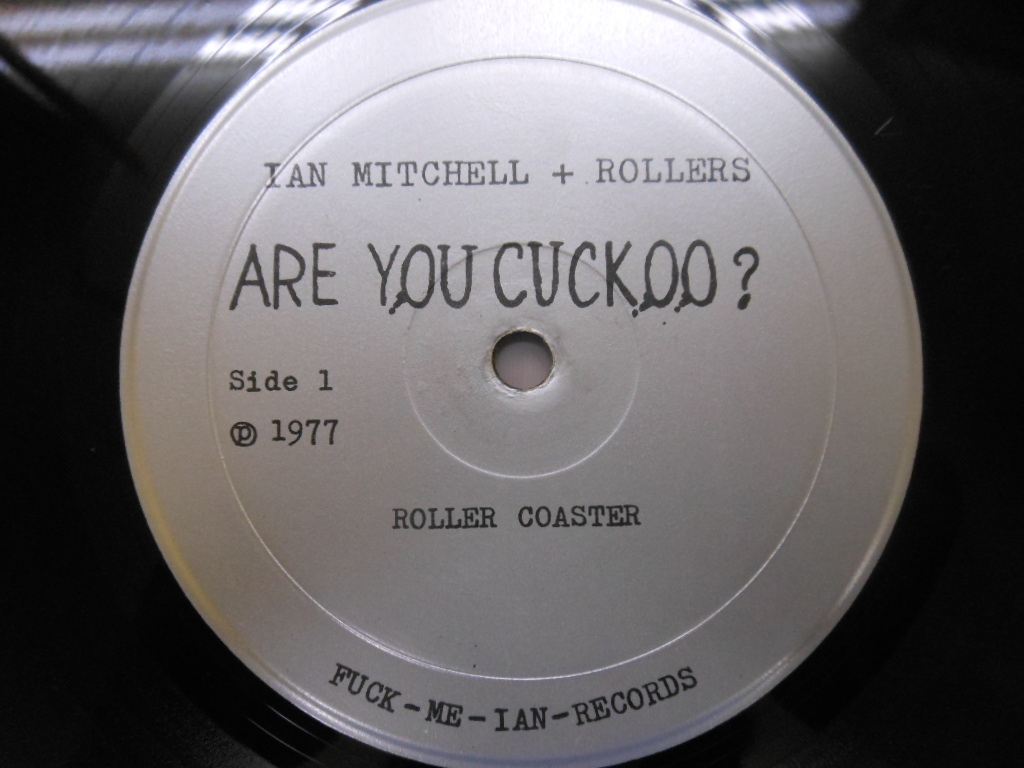 IAN MITCHELL + ROLLERS
ARE YOU CUCKOO?
Side 1
℗ 1977
ROLLER COASTER
FUCK-ME-IAN-RECORDS